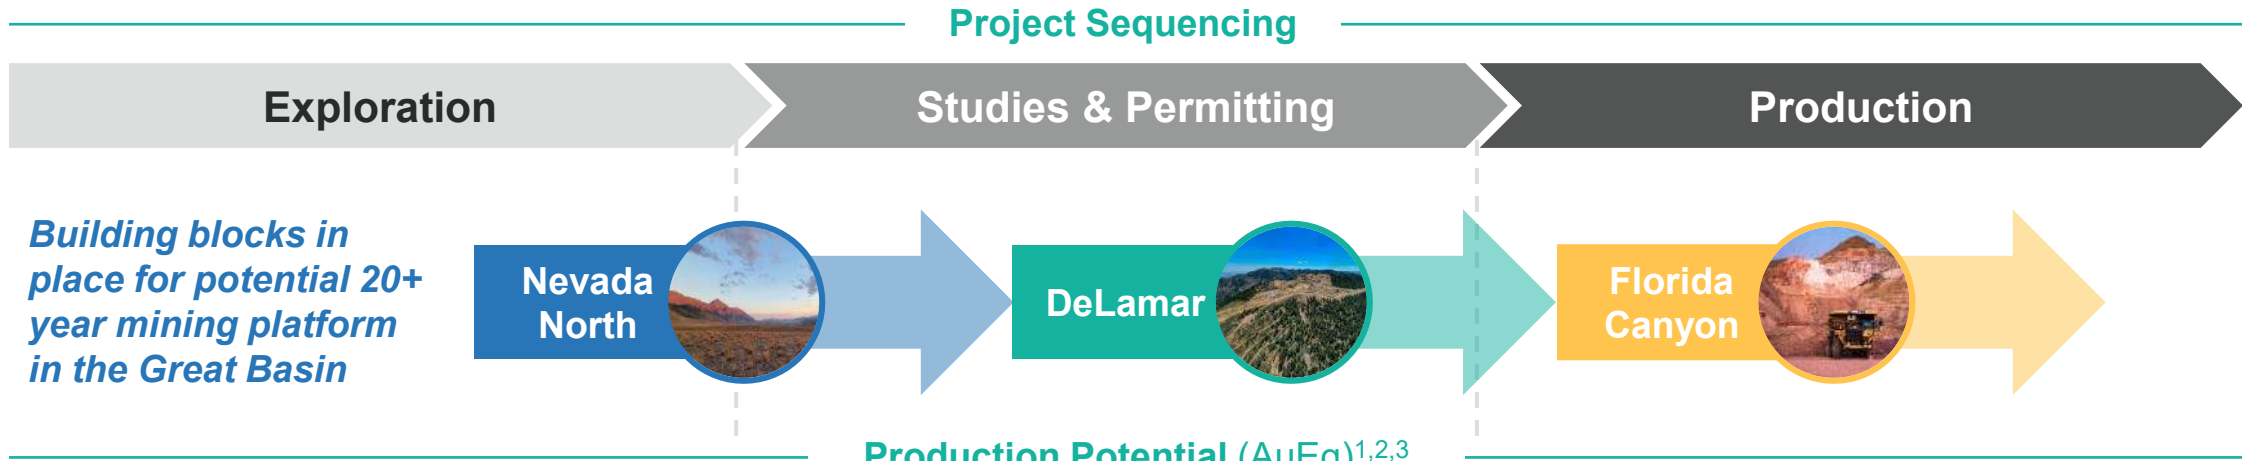 Project Sequencing
Exploration
Studies & Permitting
Production
Building blocks in
place for potential 20+
year mining platform
in the Great Basin
Nevada
North
DeLamar
Florida
Canyon
Production Potential (AuEq)1,2,3